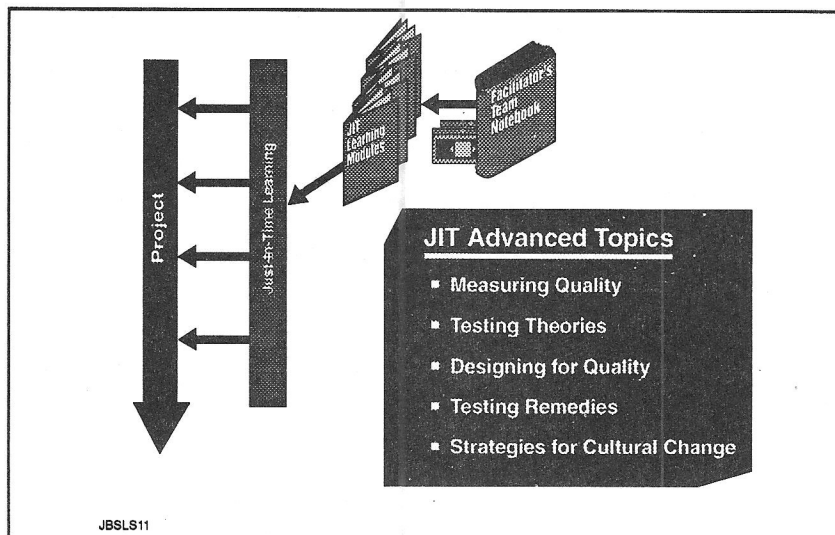 Project
Just-In-Time Learning
JIT
Learning
Modules
Facilitator's
Team
Notebook
JIT Advanced Topics
▪ Measuring Quality
▪ Testing Theories
▪ Designing for Quality
▪ Testing Remedies
▪ Strategies for Cultural Change
JBSLS11